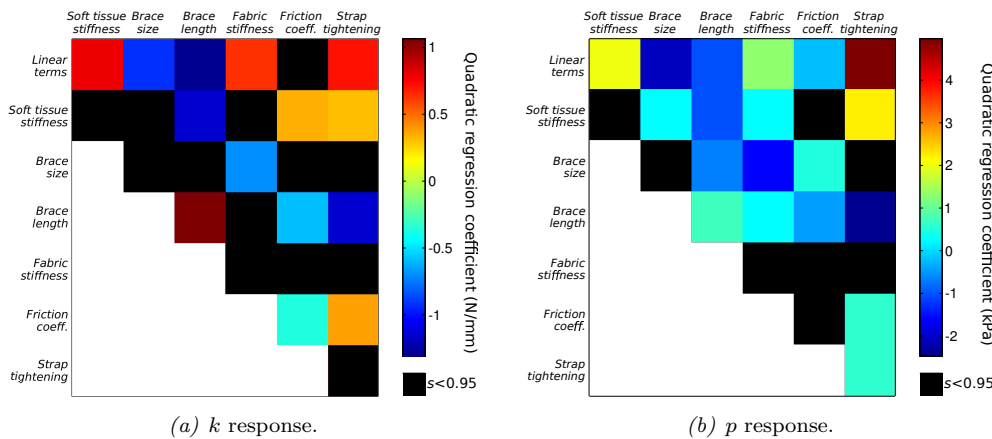 Soft tissue stiffness
Brace size
Brace length
Fabric stiffness
Friction coeff.
Strap tightening
Linear terms
Soft tissue stiffness
Brace size
Brace length
Fabric stiffness
Friction coeff.
Strap tightening
1
0.5
0
-0.5
-1
Quadratic regression coefficient (N/mm)
s<0.95
(a) k response.
Soft tissue stiffness
Brace size
Brace length
Fabric stiffness
Friction coeff.
Strap tightening
Linear terms
Soft tissue stiffness
Brace size
Brace length
Fabric stiffness
Friction coeff.
Strap tightening
4
3
2
1
0
-1
-2
Quadratic regression coefficient (kPa)
s<0.95
(b) p response.